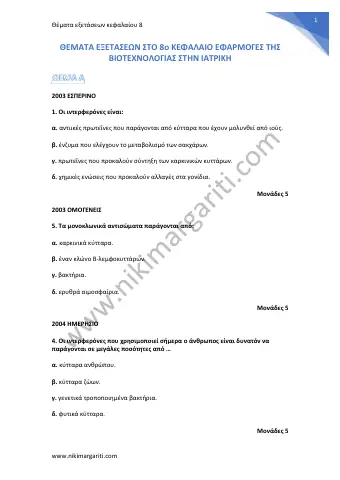 Θέματα εξετάσεων κεφαλαίου 8
1
ΘΕΜΑΤΑ ΕΞΕΤΑΣΕΩΝ ΣΤΟ 8ο ΚΕΦΑΛΑΙΟ ΕΦΑΡΜΟΓΕΣ ΤΗΣ
ΒΙΟΤΕΧΝΟΛΟΓΙΑΣ ΣΤΗΝ ΙΑΤΡΙΚΗ
ΘΕΜΑ Α
2003 ΕΣΠΕΡΙΝΟ
1. Οι ιντερφερόνες είναι:
α. αντιικές πρωτεΐνες που παράγονται από κύτταρα που έχουν μολυνθεί από ιούς.
β. ένζυμα που ελέγχουν το μεταβολισμό των σακχάρων.
γ. πρωτεΐνες που προκαλούν σύντηξη των καρκινικών κυττάρων.
δ. χημικές ενώσεις που προκαλούν αλλαγές στα γονίδια.
Μονάδες 5
2003 ΟΜΟΓΕΝΕΙΣ
5. Τα μονοκλωνικά αντισώματα παράγονται από:
α. καρκινικά κύτταρα.
β. έναν κλώνο Β-λεμφοκυττάρων.
γ. βακτήρια.
δ. ερυθρά αιμοσφαίρια.
Μονάδες 5
2004 ΗΜΕΡΗΣΙΟ
4. Οι ιντερφερόνες που χρησιμοποιεί σήμερα ο άνθρωπος είναι δυνατόν να
παράγονται σε μεγάλες ποσότητες από ...
α. κύτταρα ανθρώπου.
β. κύτταρα ζώων.
γ. γενετικά τροποποιημένα βακτήρια.
δ. φυτικά κύτταρα.
Μονάδες 5
www.nikimargariti.com
www.nikimargariti.com